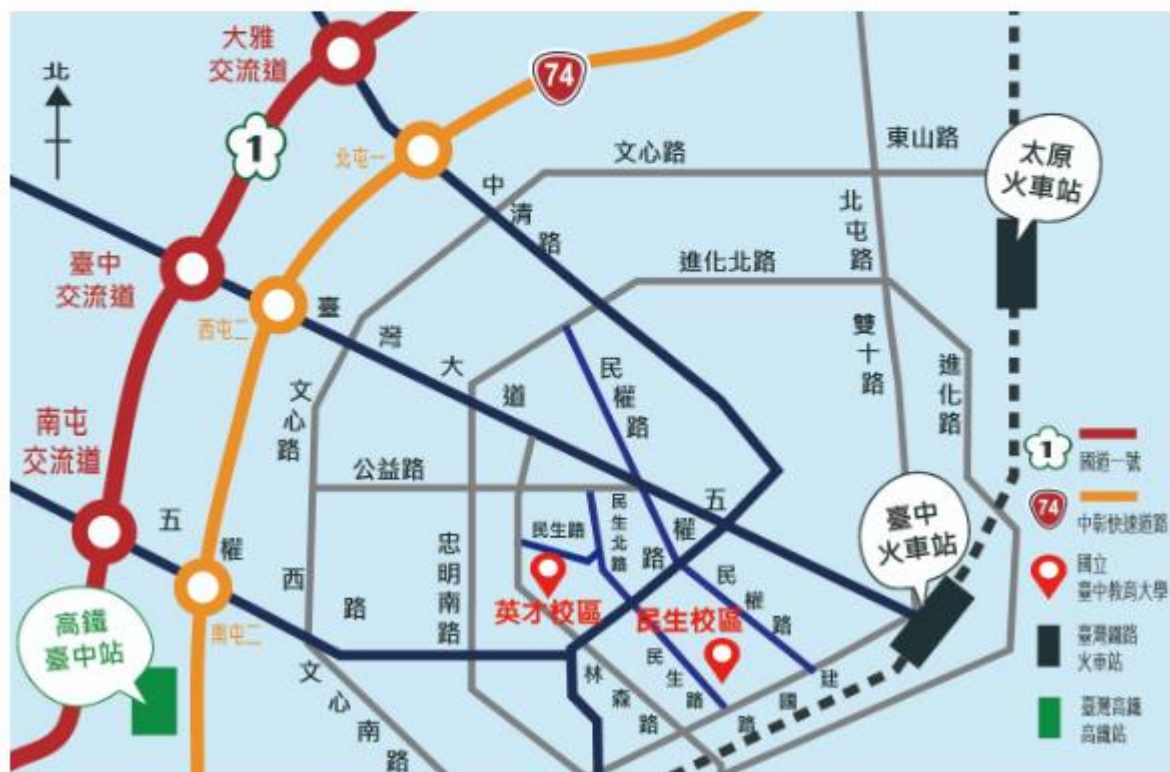 大雅
交流道
74
北
1
北屯一
文心路
東山路
太原
火車站
中清路
北屯路
臺中
交流道
進化北路
西屯二
臺灣大道
雙十路
進化路
文心路
民權路
南屯
交流道
公益路
1
國道一號
五權西路
忠明南路
民生路
民生北路
五權路
臺中
火車站
74
中彰快速道路
國立
臺中教育大學
英才校區
民生校區
民權路
高鐵
臺中站
南屯二
臺灣鐵路
火車站
文心南路
林森路
民生路
建國路
臺灣高鐵
高鐵站